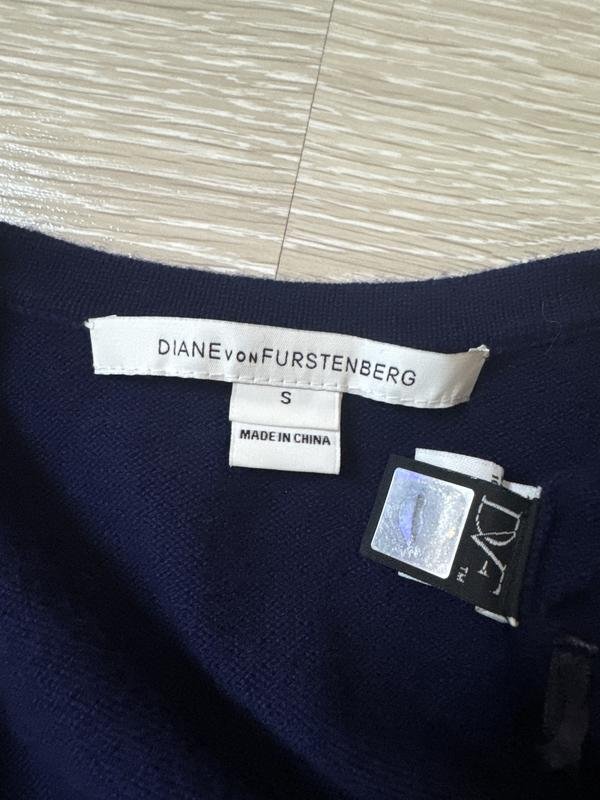 DIANE VON FURSTENBERG
S
MADE IN CHINA
DVF
TM